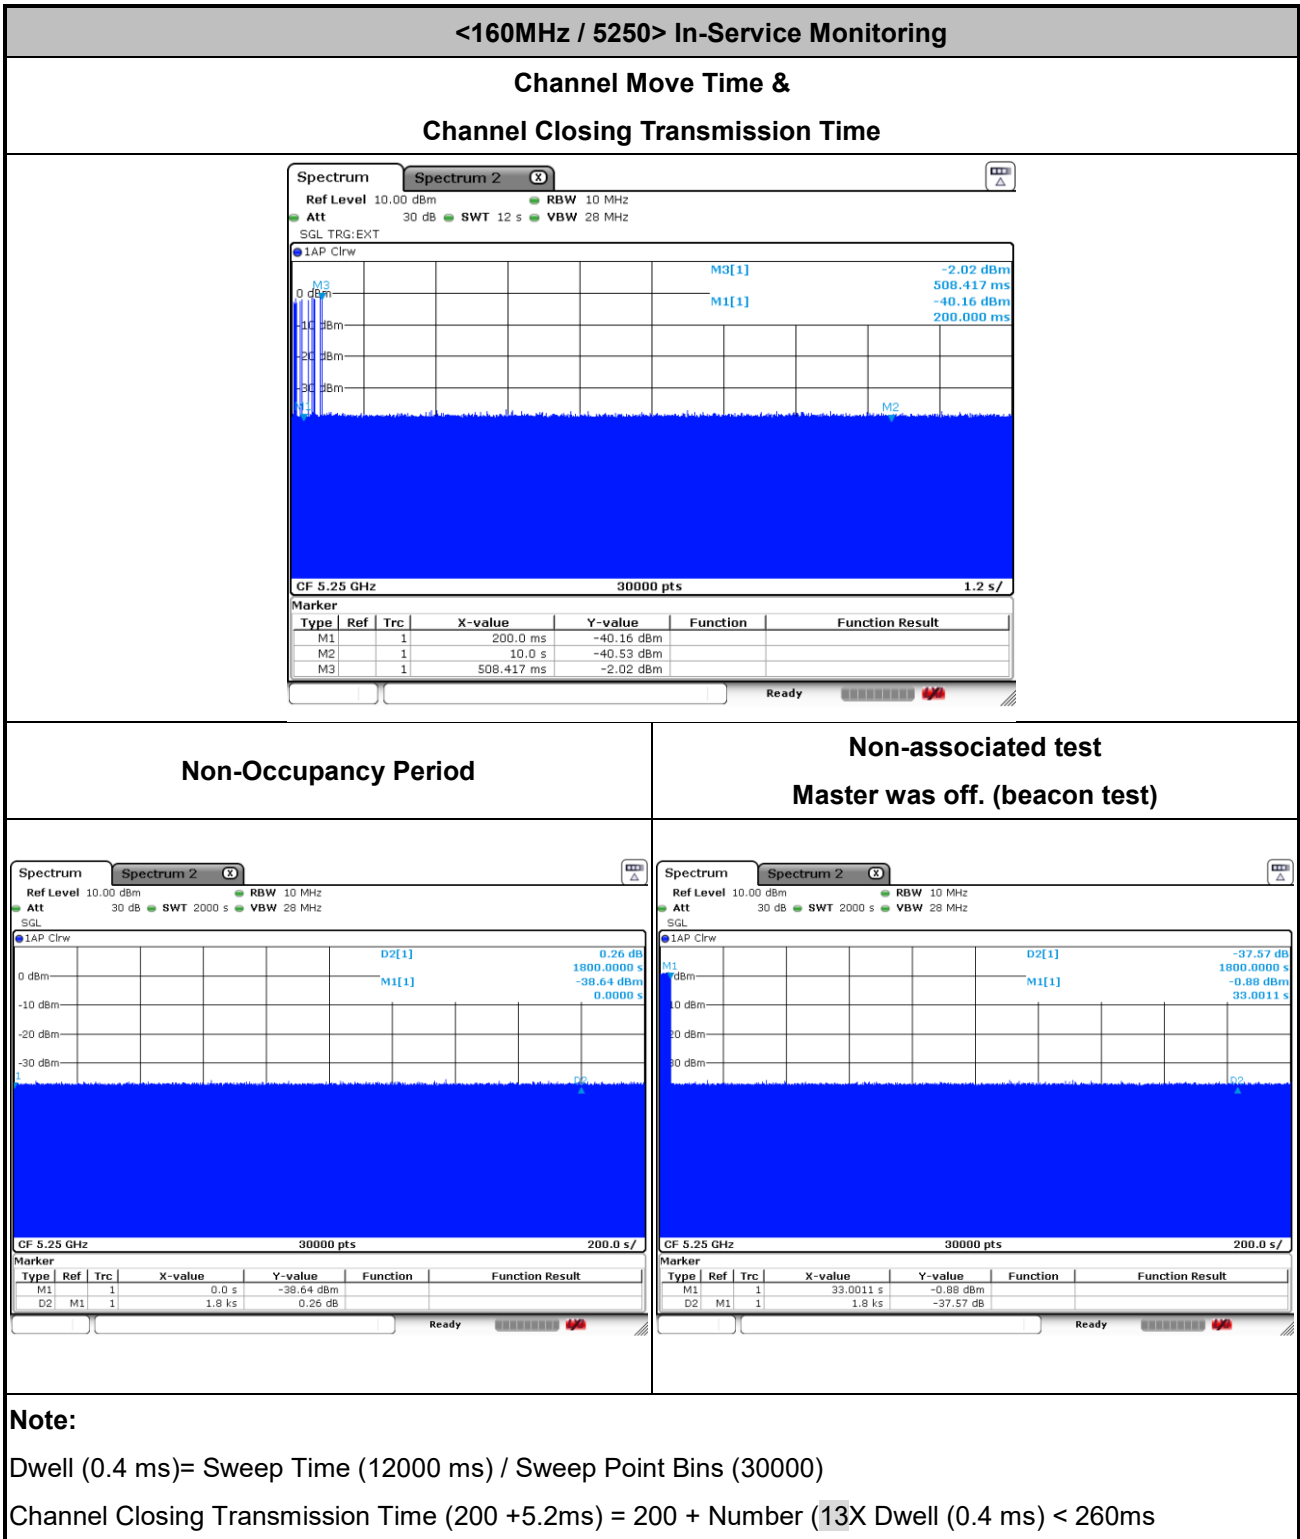 <160MHz / 5250> In-Service Monitoring
Channel Move Time &
Channel Closing Transmission Time
Spectrum Spectrum 2 X
Ref Level 10.00 dBm RBW 10 MHz
Att 30 dB SWT 12 s VBW 28 MHz
SGL TRG:EXT
1AP Clrw
M3[1] -2.02 dBm
508.417 ms
M3
0 dBm
M1[1] -40.16 dBm
200.000 ms
-10 dBm
-20 dBm
-30 dBm
M1 M2
CF 5.25 GHz 30000 pts 1.2 s/
Marker
Type Ref Trc X-value Y-value Function Function Result
M1 1 200.0 ms -40.16 dBm
M2 1 10.0 s -40.53 dBm
M3 1 508.417 ms -2.02 dBm
Ready
Non-Occupancy Period
Non-associated test
Master was off. (beacon test)
Spectrum Spectrum 2 X
Ref Level 10.00 dBm RBW 10 MHz
Att 30 dB SWT 2000 s VBW 28 MHz
SGL
1AP Clrw
D2[1] 0.26 dB
1800.0000 s
0 dBm
M1[1] -38.64 dBm
0.0000 s
-10 dBm
-20 dBm
-30 dBm
1 D2
CF 5.25 GHz 30000 pts 200.0 s/
Marker
Type Ref Trc X-value Y-value Function Function Result
M1 1 0.0 s -38.64 dBm
D2 M1 1 1.8 ks 0.26 dB
Ready
Spectrum Spectrum 2 X
Ref Level 10.00 dBm RBW 10 MHz
Att 30 dB SWT 2000 s VBW 28 MHz
SGL
1AP Clrw
D2[1] -37.57 dB
1800.0000 s
M1
dBm
M1[1] -0.88 dBm
33.0011 s
10 dBm
20 dBm
30 dBm
D2
CF 5.25 GHz 30000 pts 200.0 s/
Marker
Type Ref Trc X-value Y-value Function Function Result
M1 1 33.0011 s -0.88 dBm
D2 M1 1 1.8 ks -37.57 dB
Ready
Note:
Dwell (0.4 ms)= Sweep Time (12000 ms) / Sweep Point Bins (30000)
Channel Closing Transmission Time (200 +5.2ms) = 200 + Number (13X Dwell (0.4 ms) < 260ms